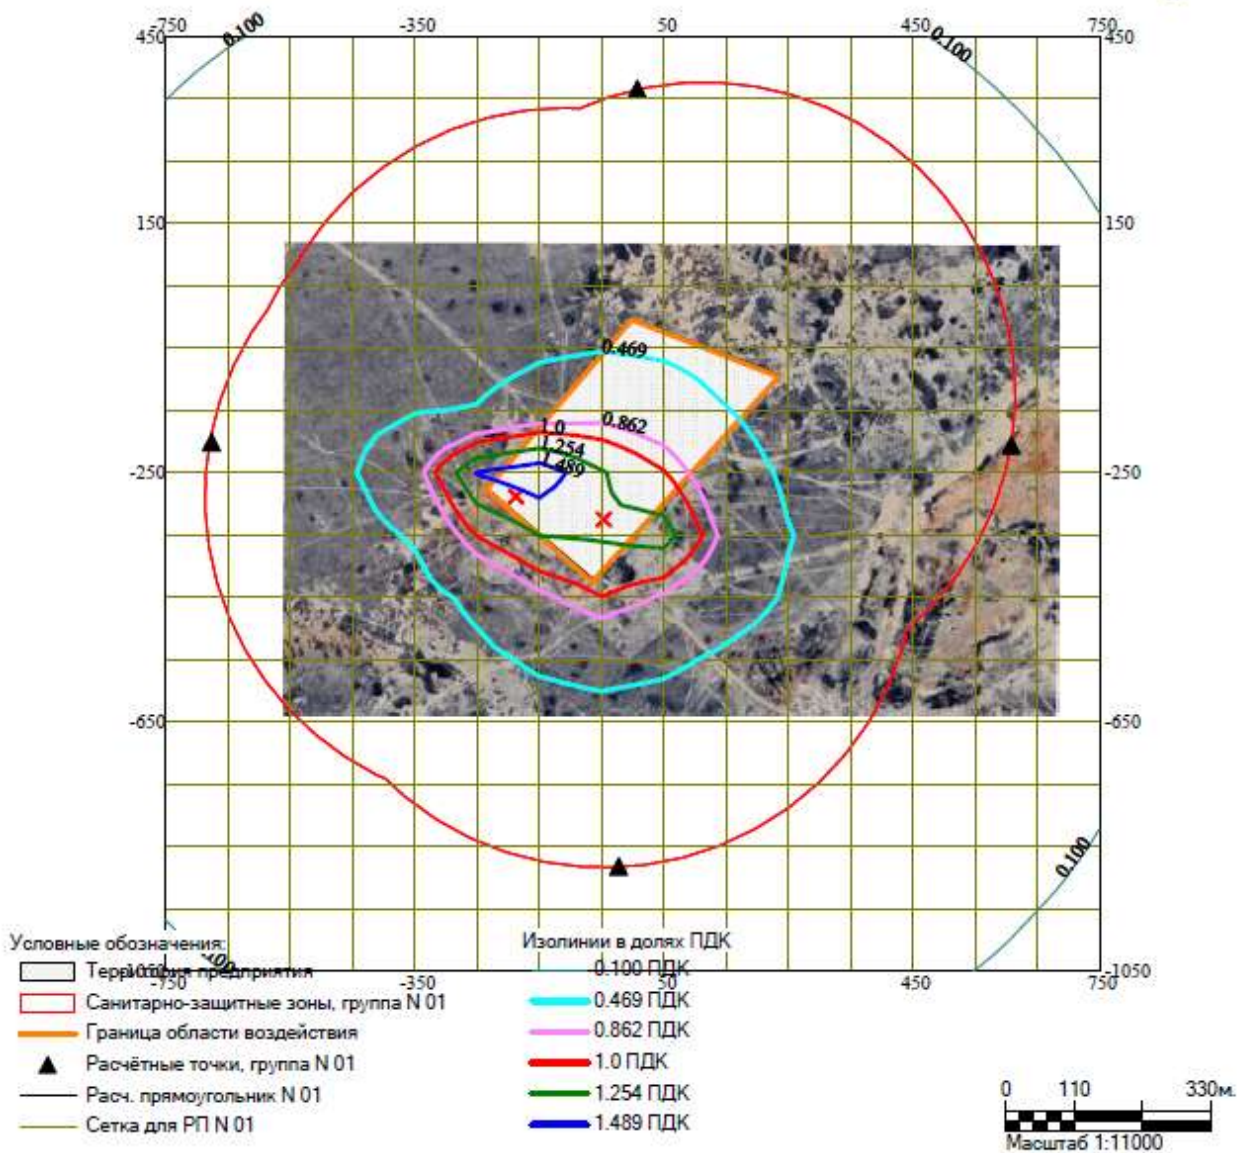 -750 -350 50 450 750
450 0.100 0.100 450
150 150
0.469
0.862
1.0
1.254
1.489
-250 -250
-650 -650
0.100
Условные обозначения: Изолинии в долях ПДК
Территория предприятия 0.100 ПДК
-1050
-750 -350 50 450 750
Санитарно-защитные зоны, группа N 01 0.469 ПДК
Граница области воздействия 0.862 ПДК
Расчётные точки, группа N 01 1.0 ПДК
Расч. прямоугольник N 01 1.254 ПДК
Сетка для РП N 01 1.489 ПДК
0 110 330м.
Масштаб 1:11000